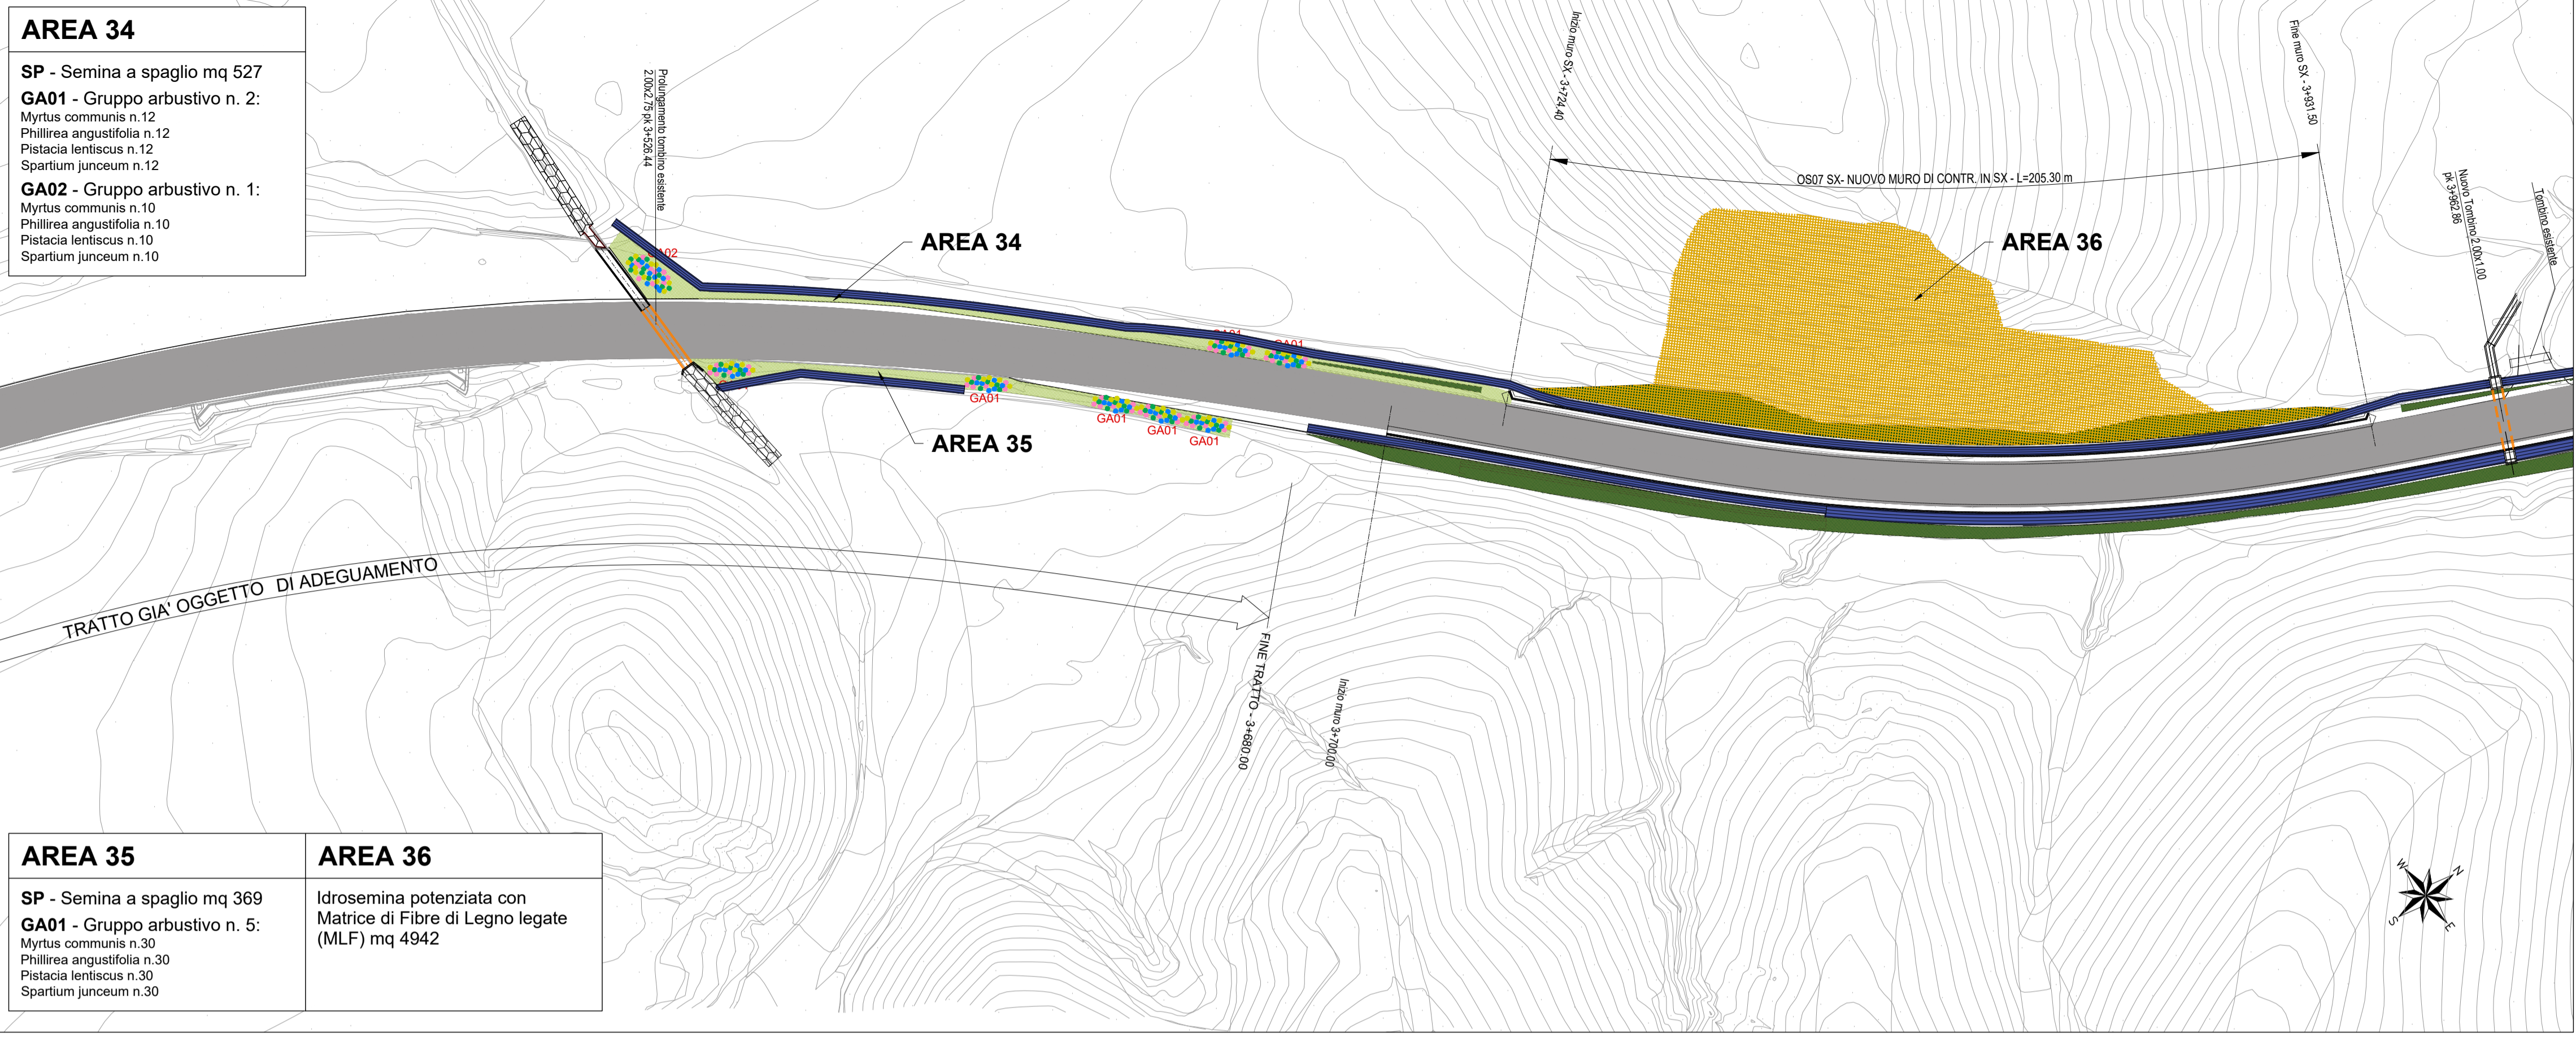 AREA 34
SP - Semina a spaglio mq 527
GA01 - Gruppo arbustivo n. 2:
Myrtus communis n.12
Phillirea angustifolia n.12
Pistacia lentiscus n.12
Spartium junceum n.12
GA02 - Gruppo arbustivo n. 1:
Myrtus communis n.10
Phillirea angustifolia n.10
Pistacia lentiscus n.10
Spartium junceum n.10
Prolungamento tombino esistente
2.00x2.75 pk 3+526.44
Inizio muro SX - 3+724.40
Fine muro SX - 3+931.50
OS07 SX- NUOVO MURO DI CONTR. IN SX - L=205.30 m
Nuovo Tombino 2.00x1.00
pk 3+962.86
Tombino esistente
AREA 34
AREA 36
GA01
GA01
AREA 35
GA01
GA01
GA01
GA01
TRATTO GIA' OGGETTO DI ADEGUAMENTO
FINE TRATTO - 3+680.00
Inizio muro 3+700.00
AREA 35
SP - Semina a spaglio mq 369
GA01 - Gruppo arbustivo n. 5:
Myrtus communis n.30
Phillirea angustifolia n.30
Pistacia lentiscus n.30
Spartium junceum n.30
AREA 36
Idrosemina potenziata con
Matrice di Fibre di Legno legate
(MLF) mq 4942
W
N
S
E